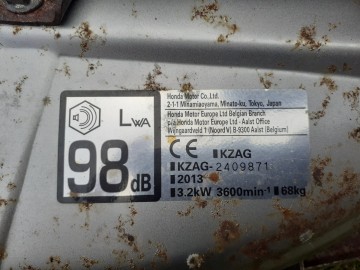 Honda Motor Co.,Ltd.
2-1-1 Minamiaoyama, Minato-ku, Tokyo, Japan
Honda Motor Europe Ltd Belgian Branch
p/a Honda Motor Europe Ltd - Aalst Office
Wijngaardveld 1 (Noord V) B-9300 Aalst (Belgium)
LWA
98dB
CE KZAG
KZAG-2409871
2013
3.2kW 3600min-1 68kg